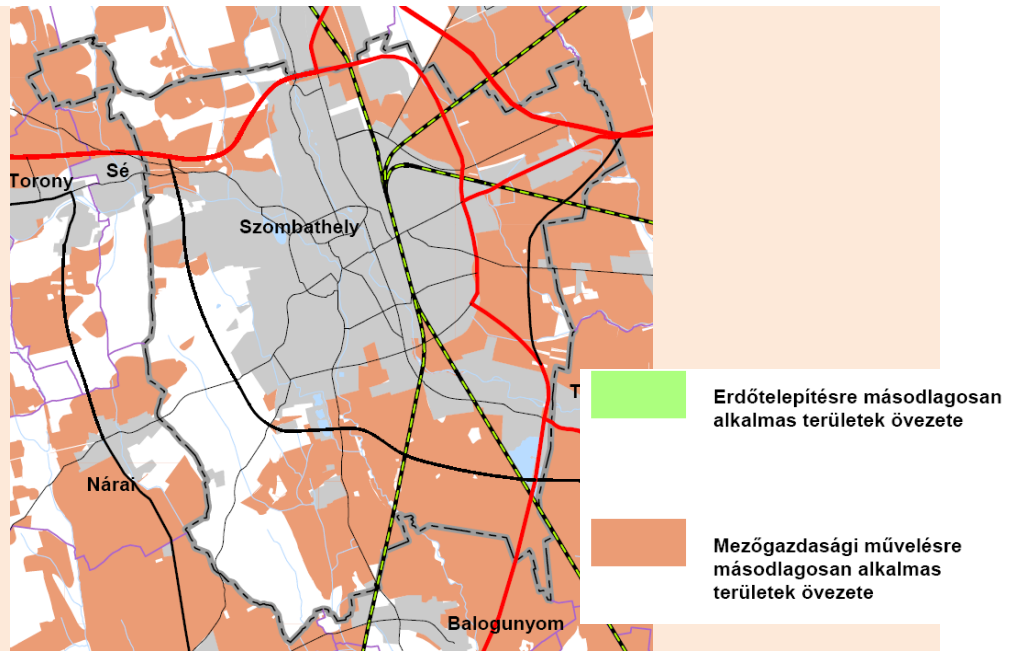 Torony
Sé
Szombathely
T
Erdőtelepítésre másodlagosan
alkalmas területek övezete
Nárai
Mezőgazdasági művelésre
másodlagosan alkalmas
területek övezete
Balogunyom